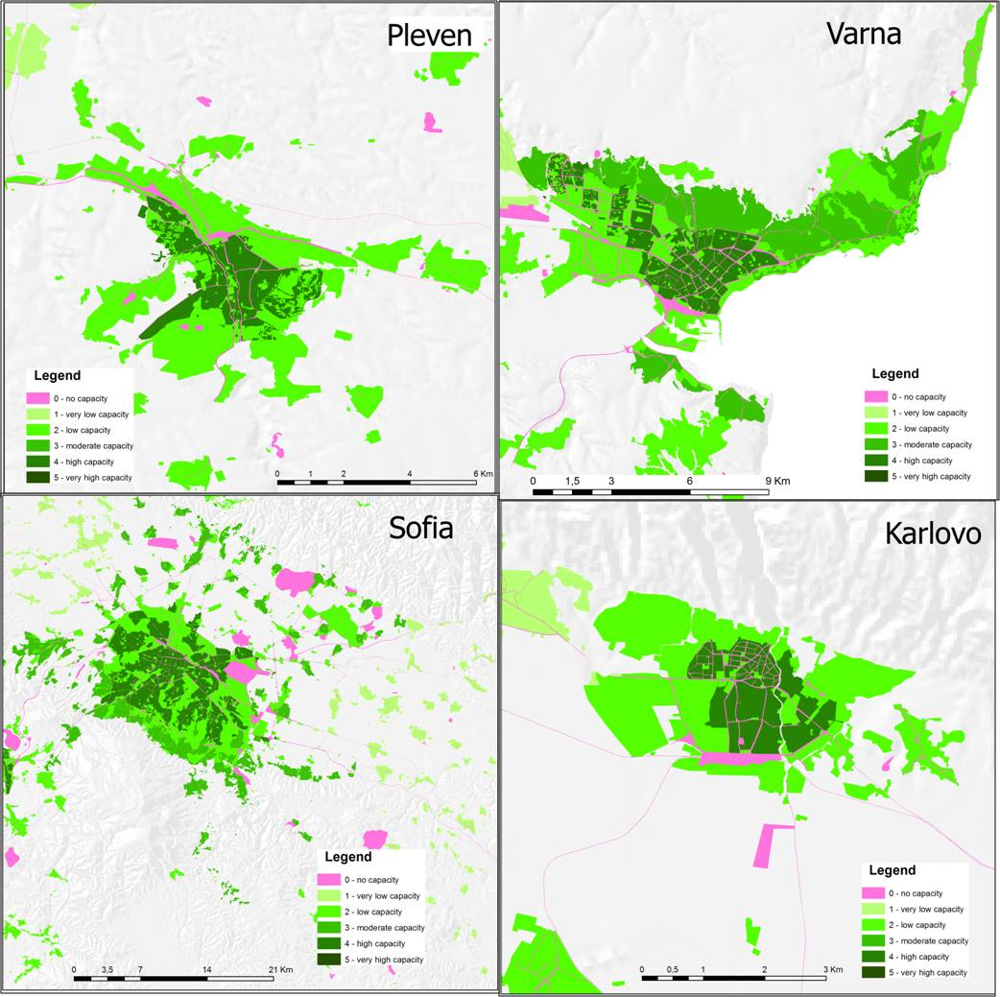 Pleven
Legend
0 - no capacity
1 - very low capacity
2 - low capacity
3 - moderate capacity
4 - high capacity
5 - very high capacity
0 1 2 4 6 Km
Varna
Legend
0 - no capacity
1 - very low capacity
2 - low capacity
3 - moderate capacity
4 - high capacity
5 - very high capacity
0 1,5 3 6 9 Km
Sofia
Legend
0 - no capacity
1 - very low capacity
2 - low capacity
3 - moderate capacity
4 - high capacity
5 - very high capacity
0 3,5 7 14 21 Km
Karlovo
Legend
0 - no capacity
1 - very low capacity
2 - low capacity
3 - moderate capacity
4 - high capacity
5 - very high capacity
0 0,5 1 2 3 Km